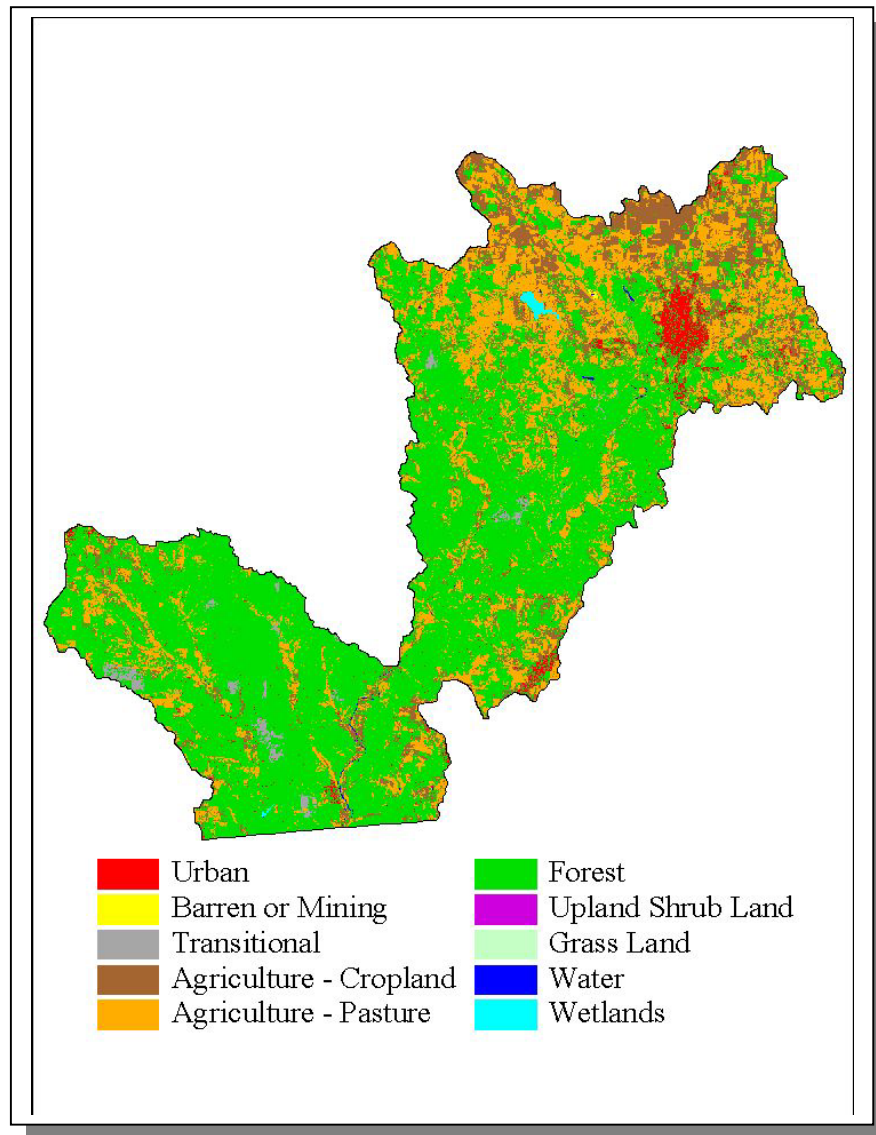 Urban
Barren or Mining
Transitional
Agriculture - Cropland
Agriculture - Pasture
Forest
Upland Shrub Land
Grass Land
Water
Wetlands